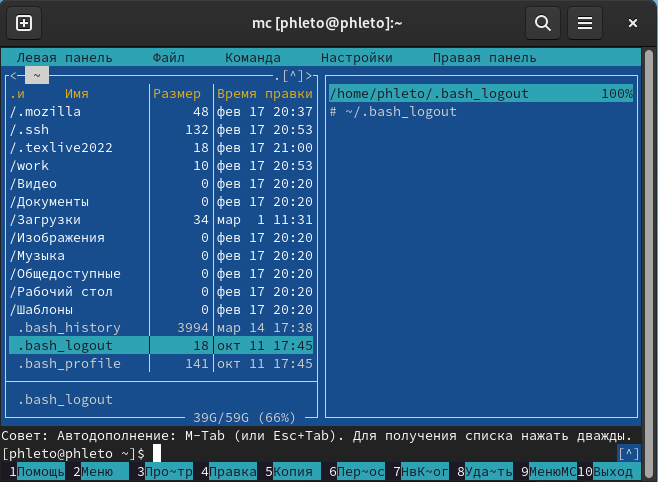 mc [phleto@phleto]:~
Левая панель Файл Команда Настройки Правая панель
<─ ~ .[^]>
.и Имя Размер Время правки
/.mozilla 48 фев 17 20:37
/.ssh 132 фев 17 20:53
/.texlive2022 18 фев 17 21:00
/work 10 фев 17 20:53
/Видео 0 фев 17 20:20
/Документы 0 фев 17 20:20
/Загрузки 34 мар 1 11:31
/Изображения 0 фев 17 20:20
/Музыка 0 фев 17 20:20
/Общедоступные 0 фев 17 20:20
/Рабочий стол 0 фев 17 20:20
/Шаблоны 0 фев 17 20:20
.bash_history 3994 мар 14 17:38
.bash_logout 18 окт 11 17:45
.bash_profile 141 окт 11 17:45
.bash_logout
39G/59G (66%)
/home/phleto/.bash_logout 100%
# ~/.bash_logout
Совет: Автодополнение: M-Tab (или Esc+Tab). Для получения списка нажать дважды.
[phleto@phleto ~]$ [^]
1Помощь 2Меню 3Про~тр 4Правка 5Копия 6Пер~ос 7НвК~ог 8Уда~ть 9МенюMC 10Выход